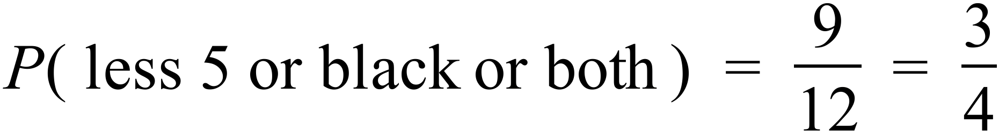 P( less 5 or black or both ) = 9/12 = 3/4